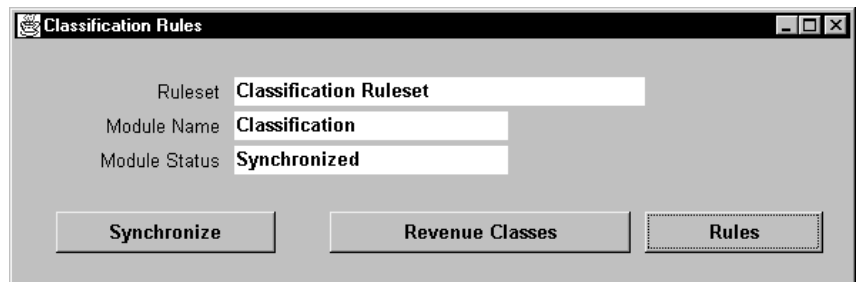 Classification Rules
Ruleset Classification Ruleset
Module Name Classification
Module Status Synchronized
Synchronize Revenue Classes Rules